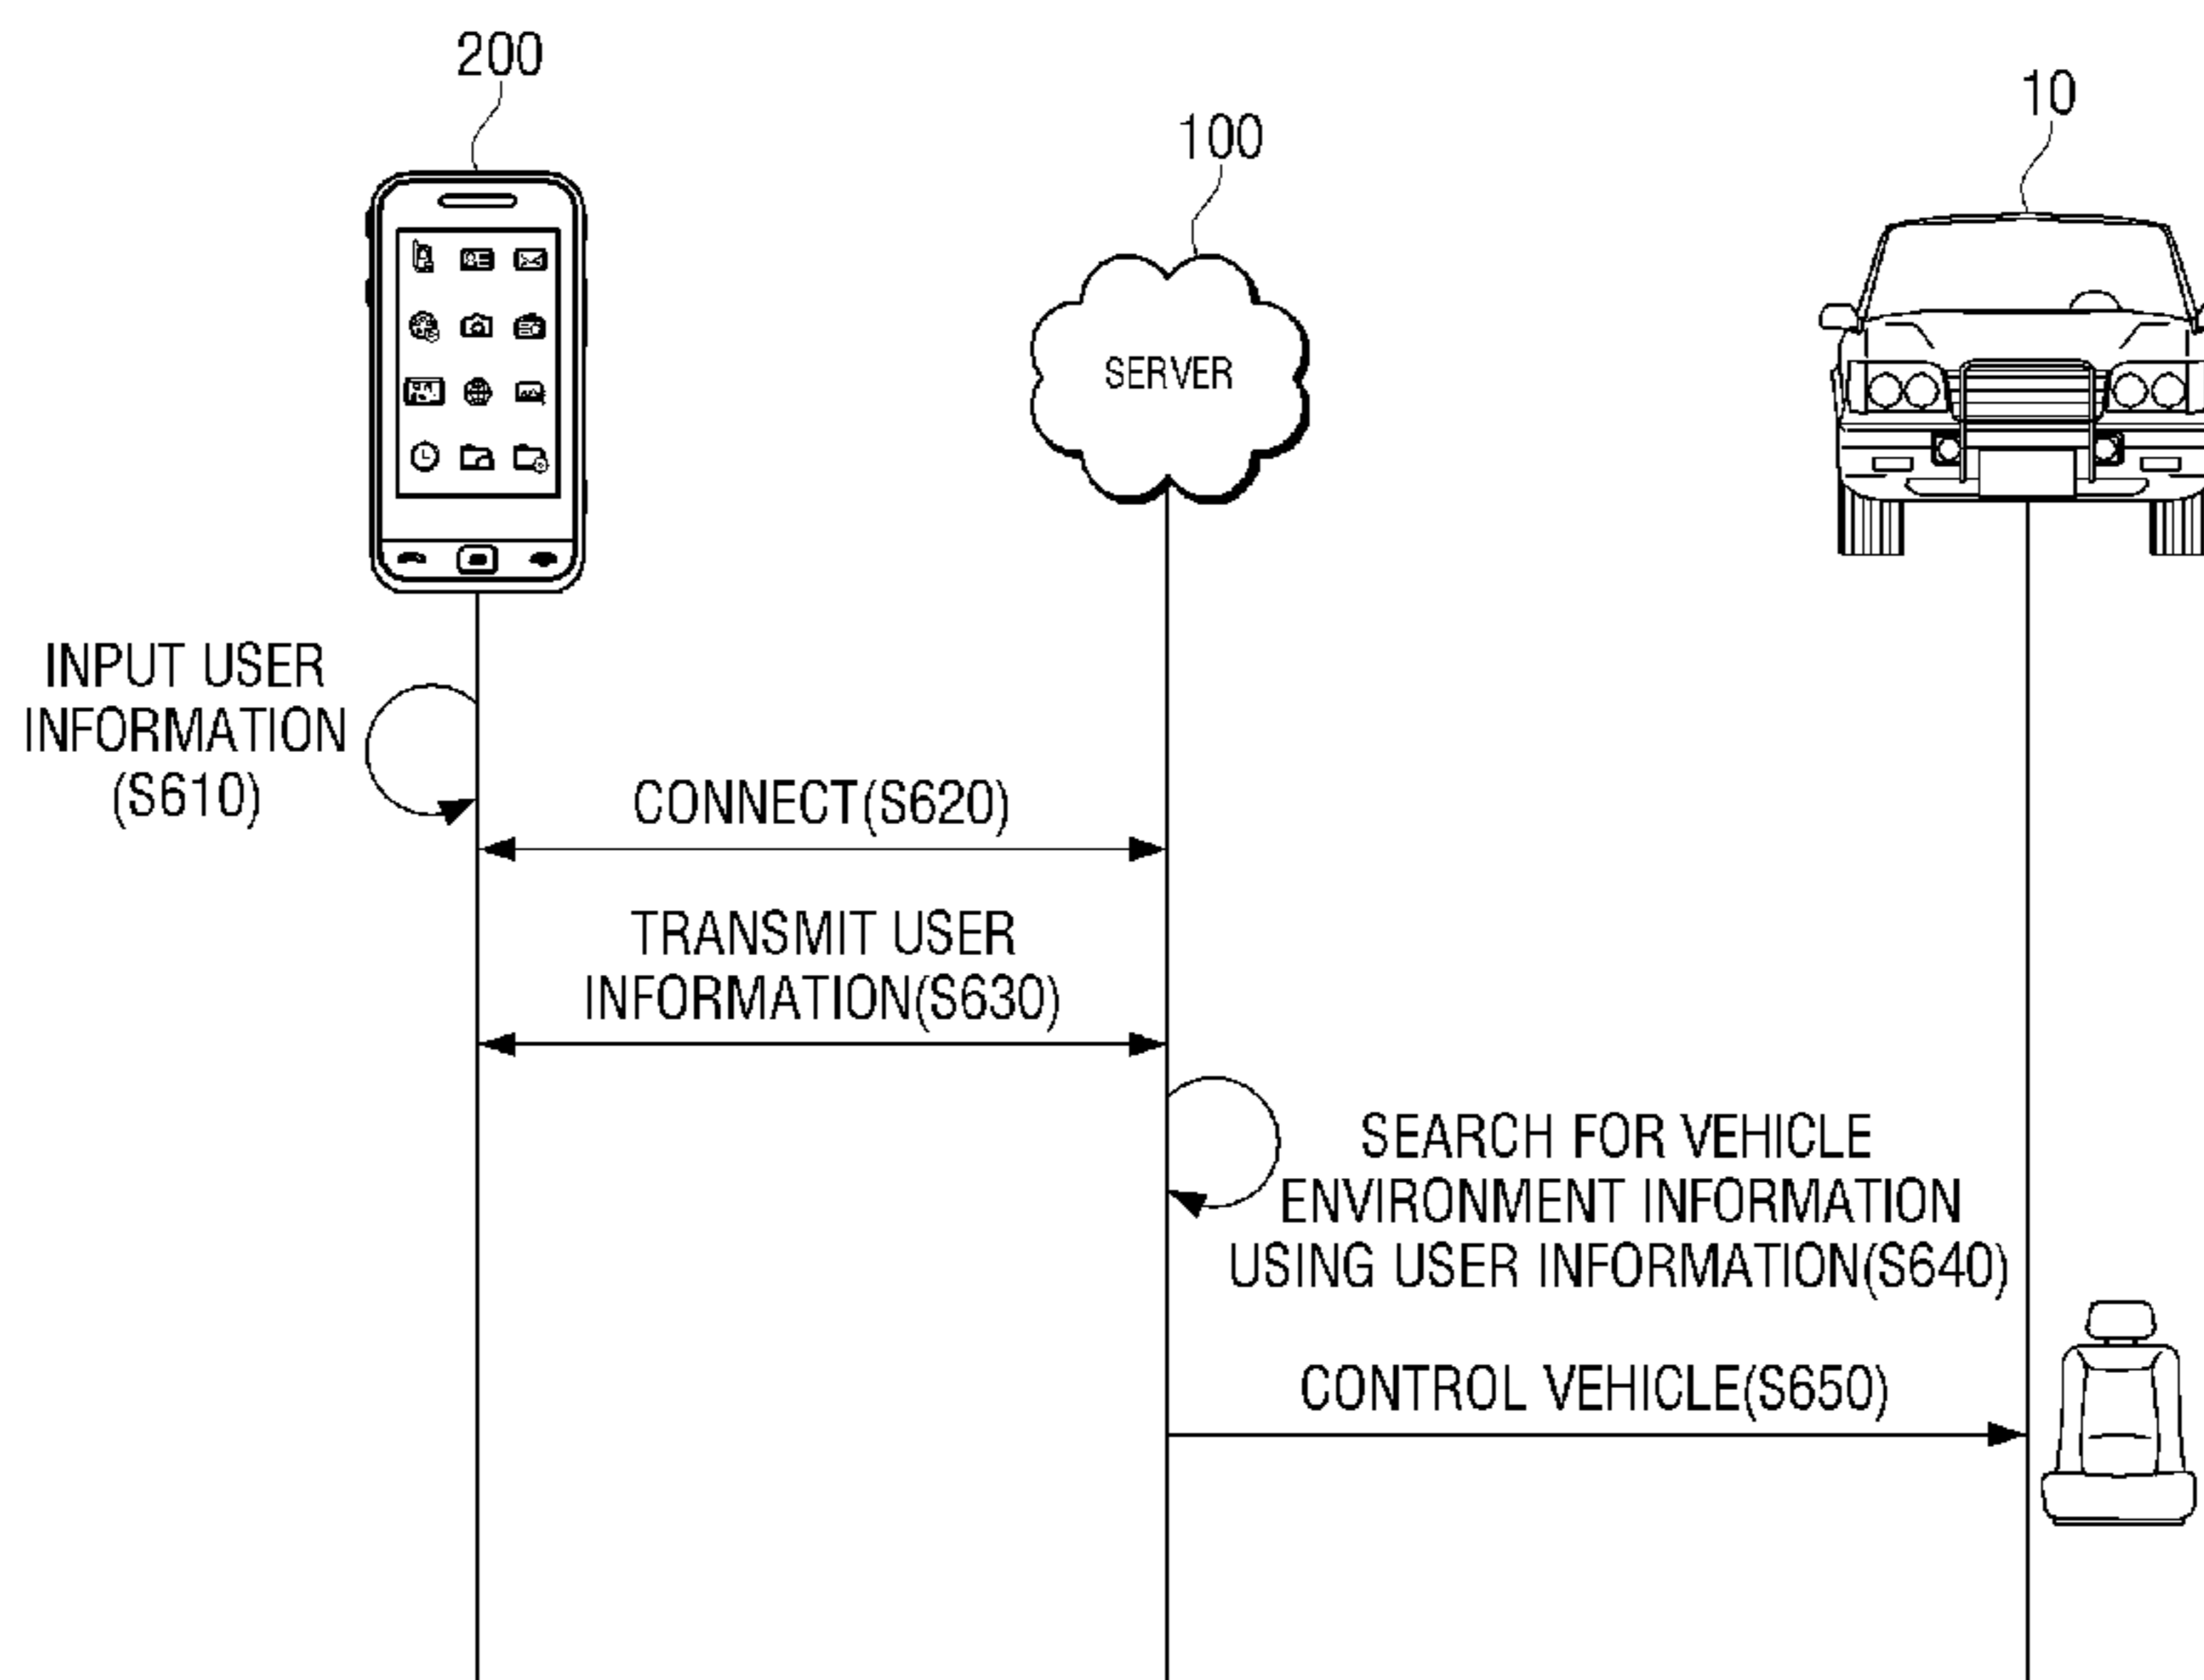 200
100
10
SERVER
INPUT USER
INFORMATION
(S610)
CONNECT(S620)
TRANSMIT USER
INFORMATION(S630)
SEARCH FOR VEHICLE
ENVIRONMENT INFORMATION
USING USER INFORMATION(S640)
CONTROL VEHICLE(S650)